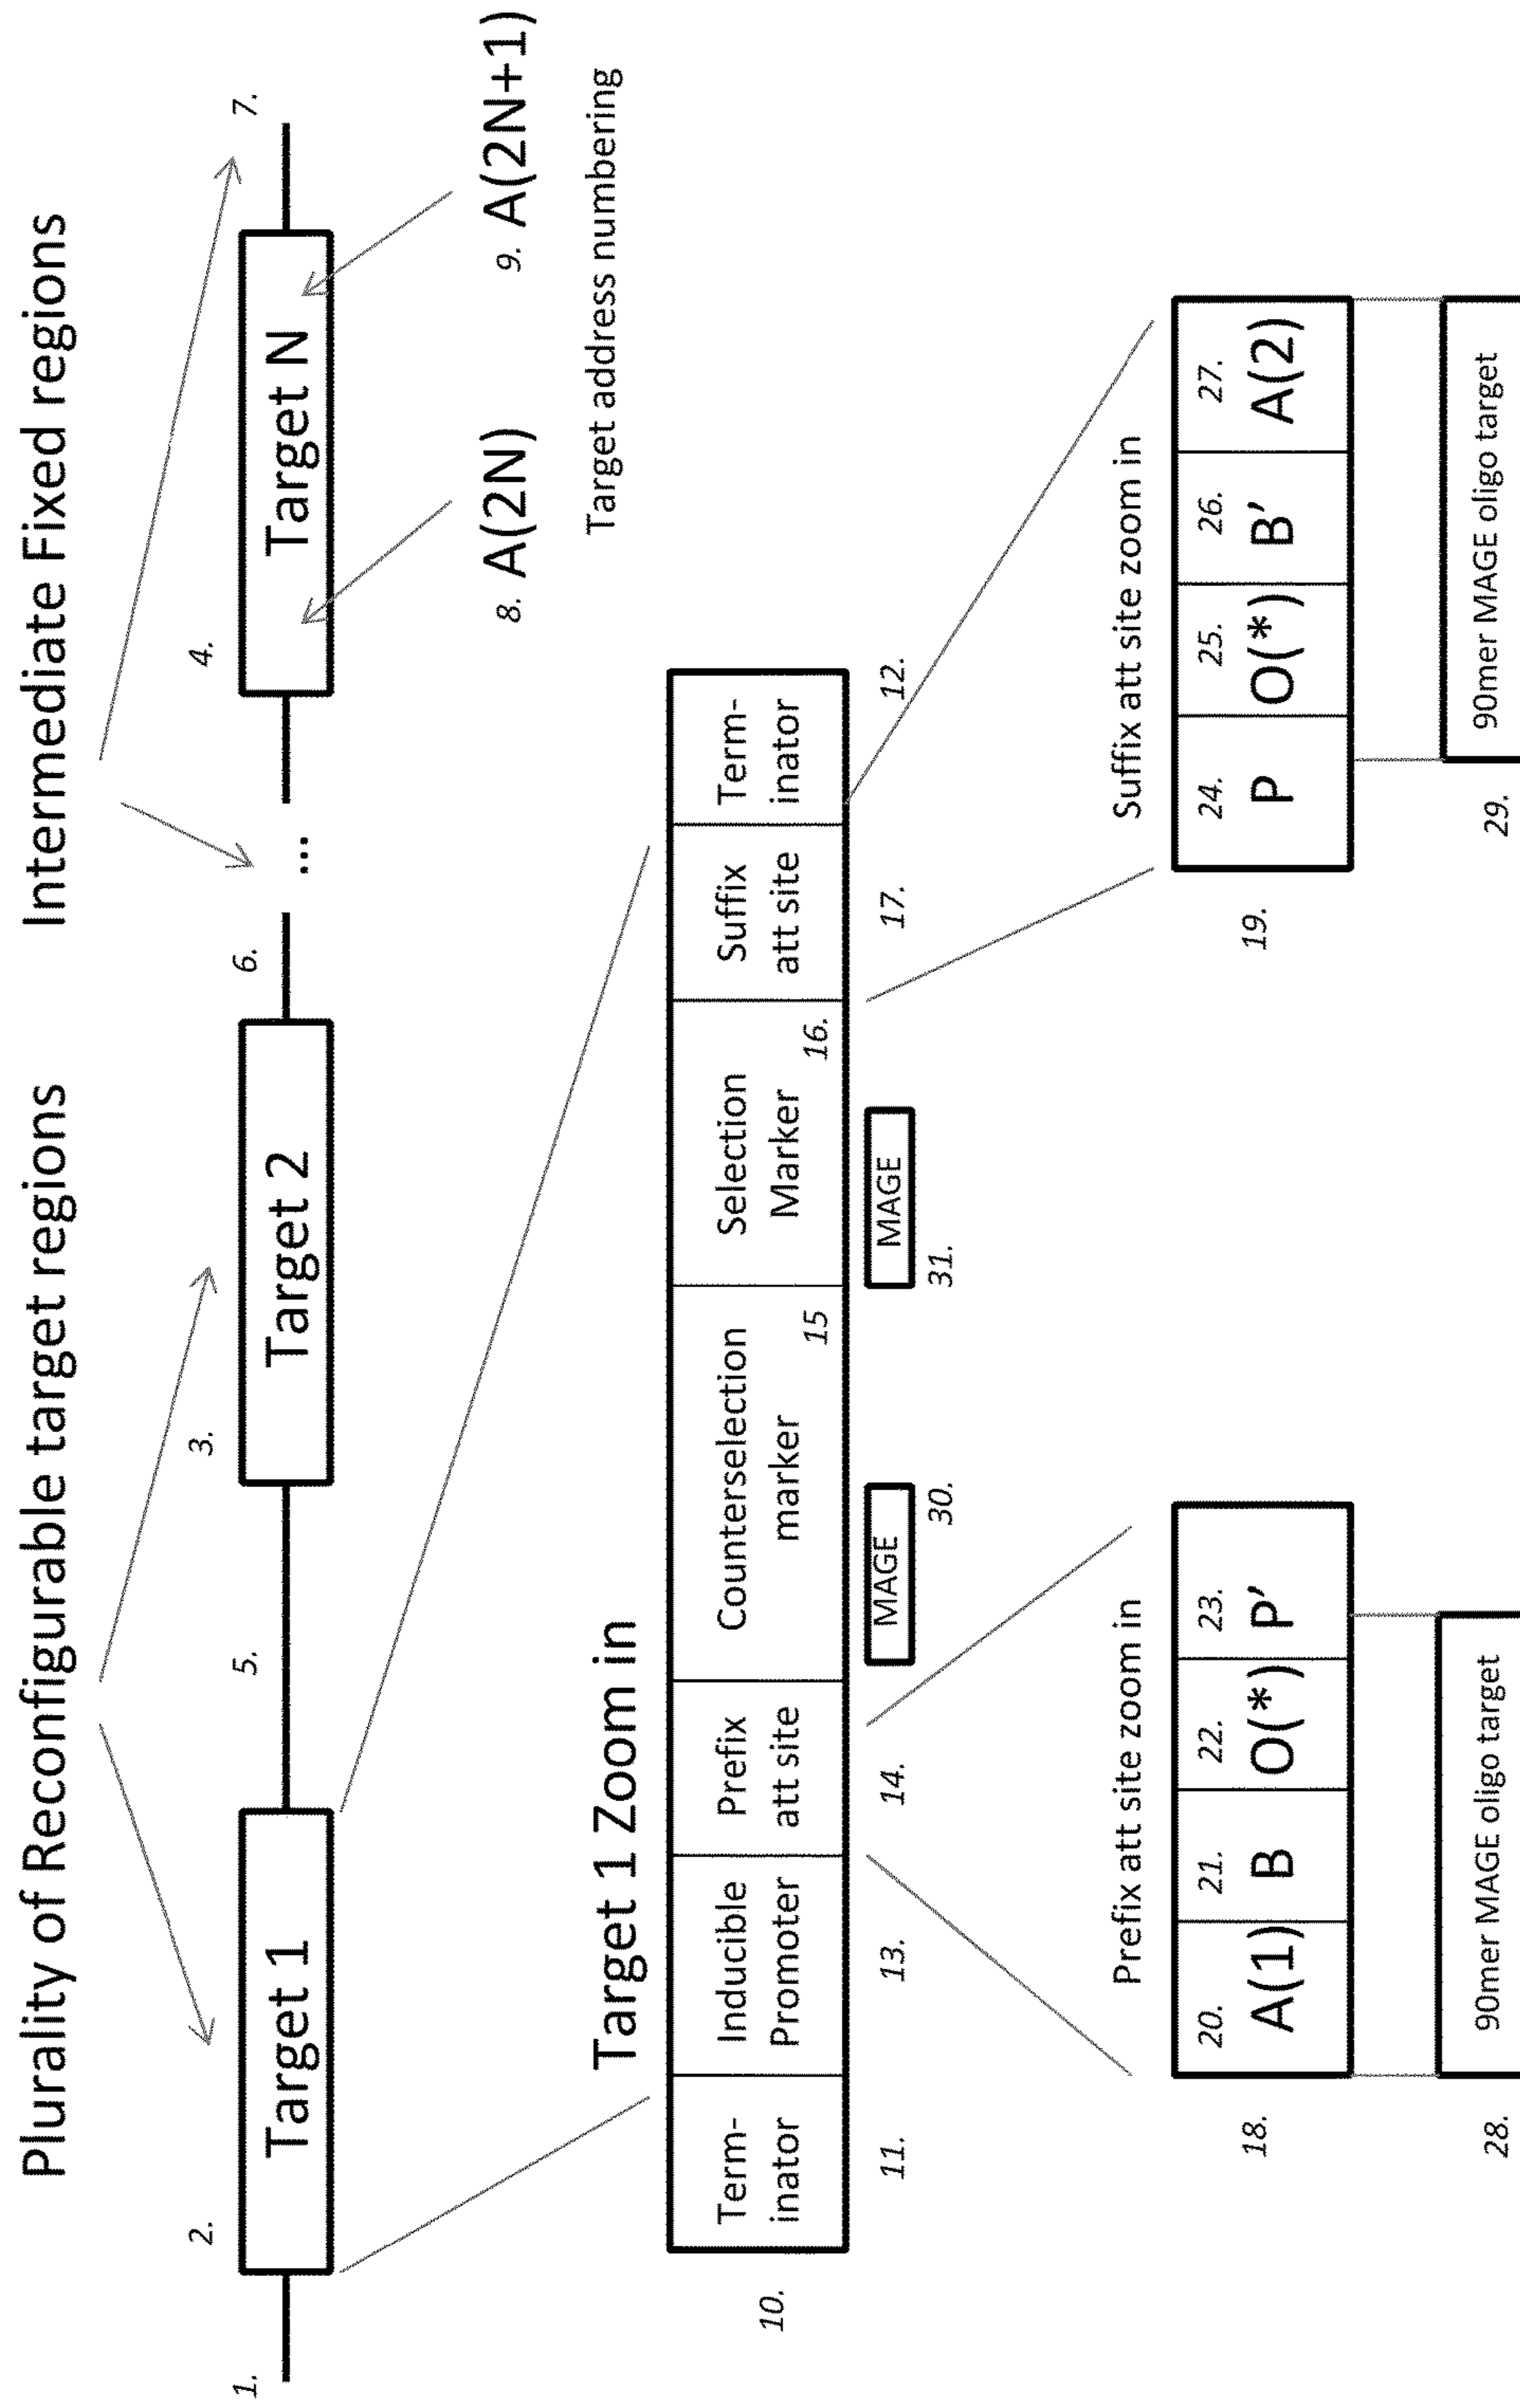 Plurality of Reconfigurable target regions
Intermediate Fixed regions
1.
2.
Target 1
5.
3.
Target 2
6.
...
4.
Target N
7.
8. A(2N)
9. A(2N+1)
Target address numbering
Target 1 Zoom in
10.
Term-
inator
11.
Inducible
Promoter
13.
Prefix
att site
14.
Counterselection
marker
15
Selection
Marker
16.
Suffix
att site
17.
Term-
inator
12.
MAGE
30.
MAGE
31.
Prefix att site zoom in
18.
20.
A(1)
21.
B
22.
O(*)
23.
P'
28.
90mer MAGE oligo target
Suffix att site zoom in
19.
24.
P
25.
O(*)
26.
B'
27.
A(2)
29.
90mer MAGE oligo target